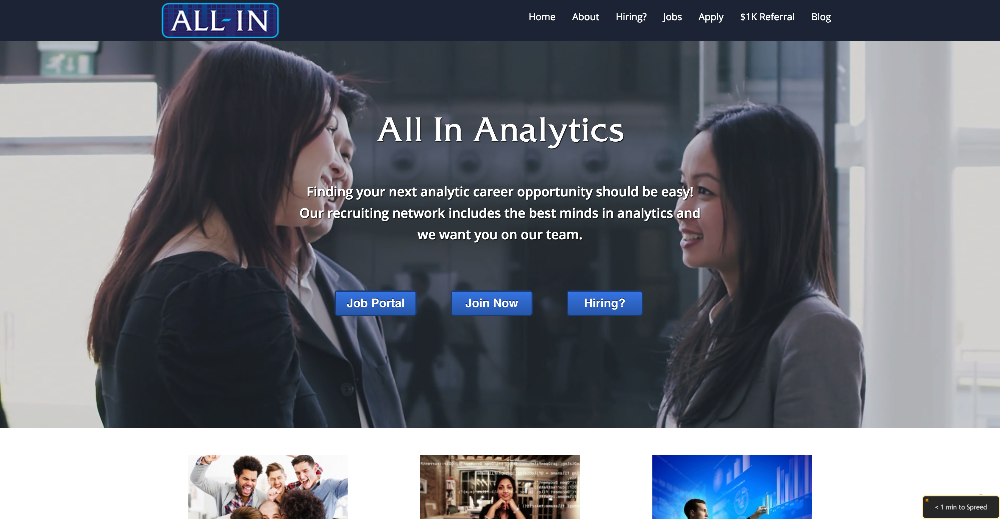 ALL-IN
Home About Hiring? Jobs Apply $1K Referral Blog
All In Analytics
Finding your next analytic career opportunity should be easy!
Our recruiting network includes the best minds in analytics and
we want you on our team.
Job Portal Join Now Hiring?
< 1 min to Spreed